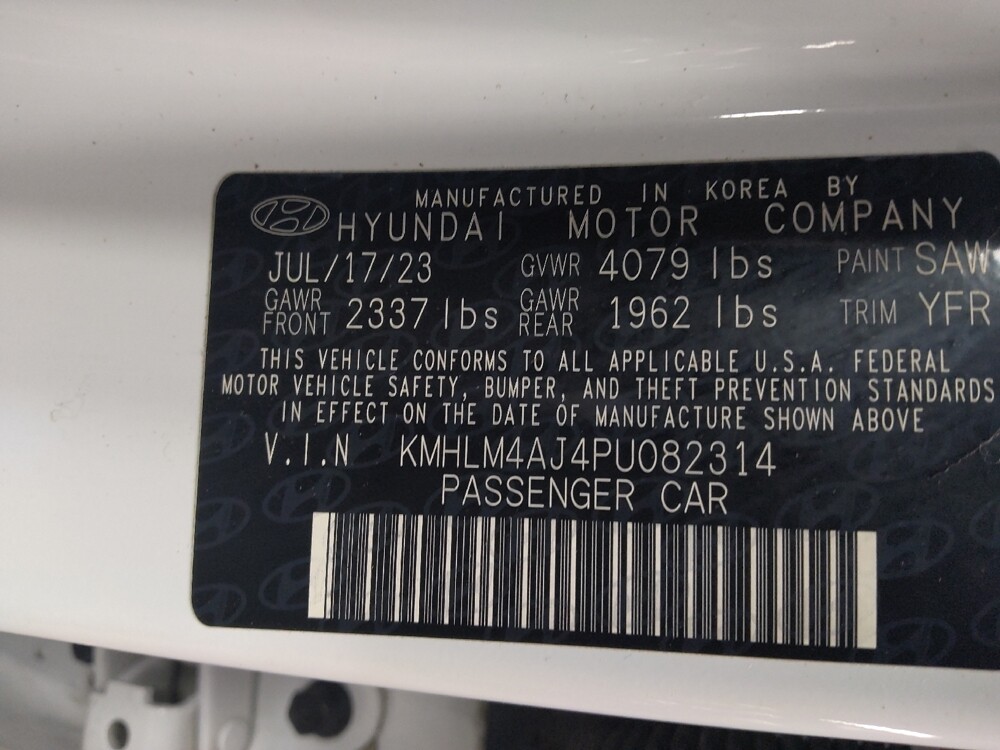 MANUFACTURED IN KOREA BY
HYUNDAI MOTOR COMPANY
JUL/17/23 GVWR 4079 lbs PAINT SAW
GAWR FRONT 2337 lbs GAWR REAR 1962 lbs TRIM YFR
THIS VEHICLE CONFORMS TO ALL APPLICABLE U.S.A. FEDERAL
MOTOR VEHICLE SAFETY, BUMPER, AND THEFT PREVENTION STANDARDS
IN EFFECT ON THE DATE OF MANUFACTURE SHOWN ABOVE
V.I.N KMHLM4AJ4PU082314
PASSENGER CAR